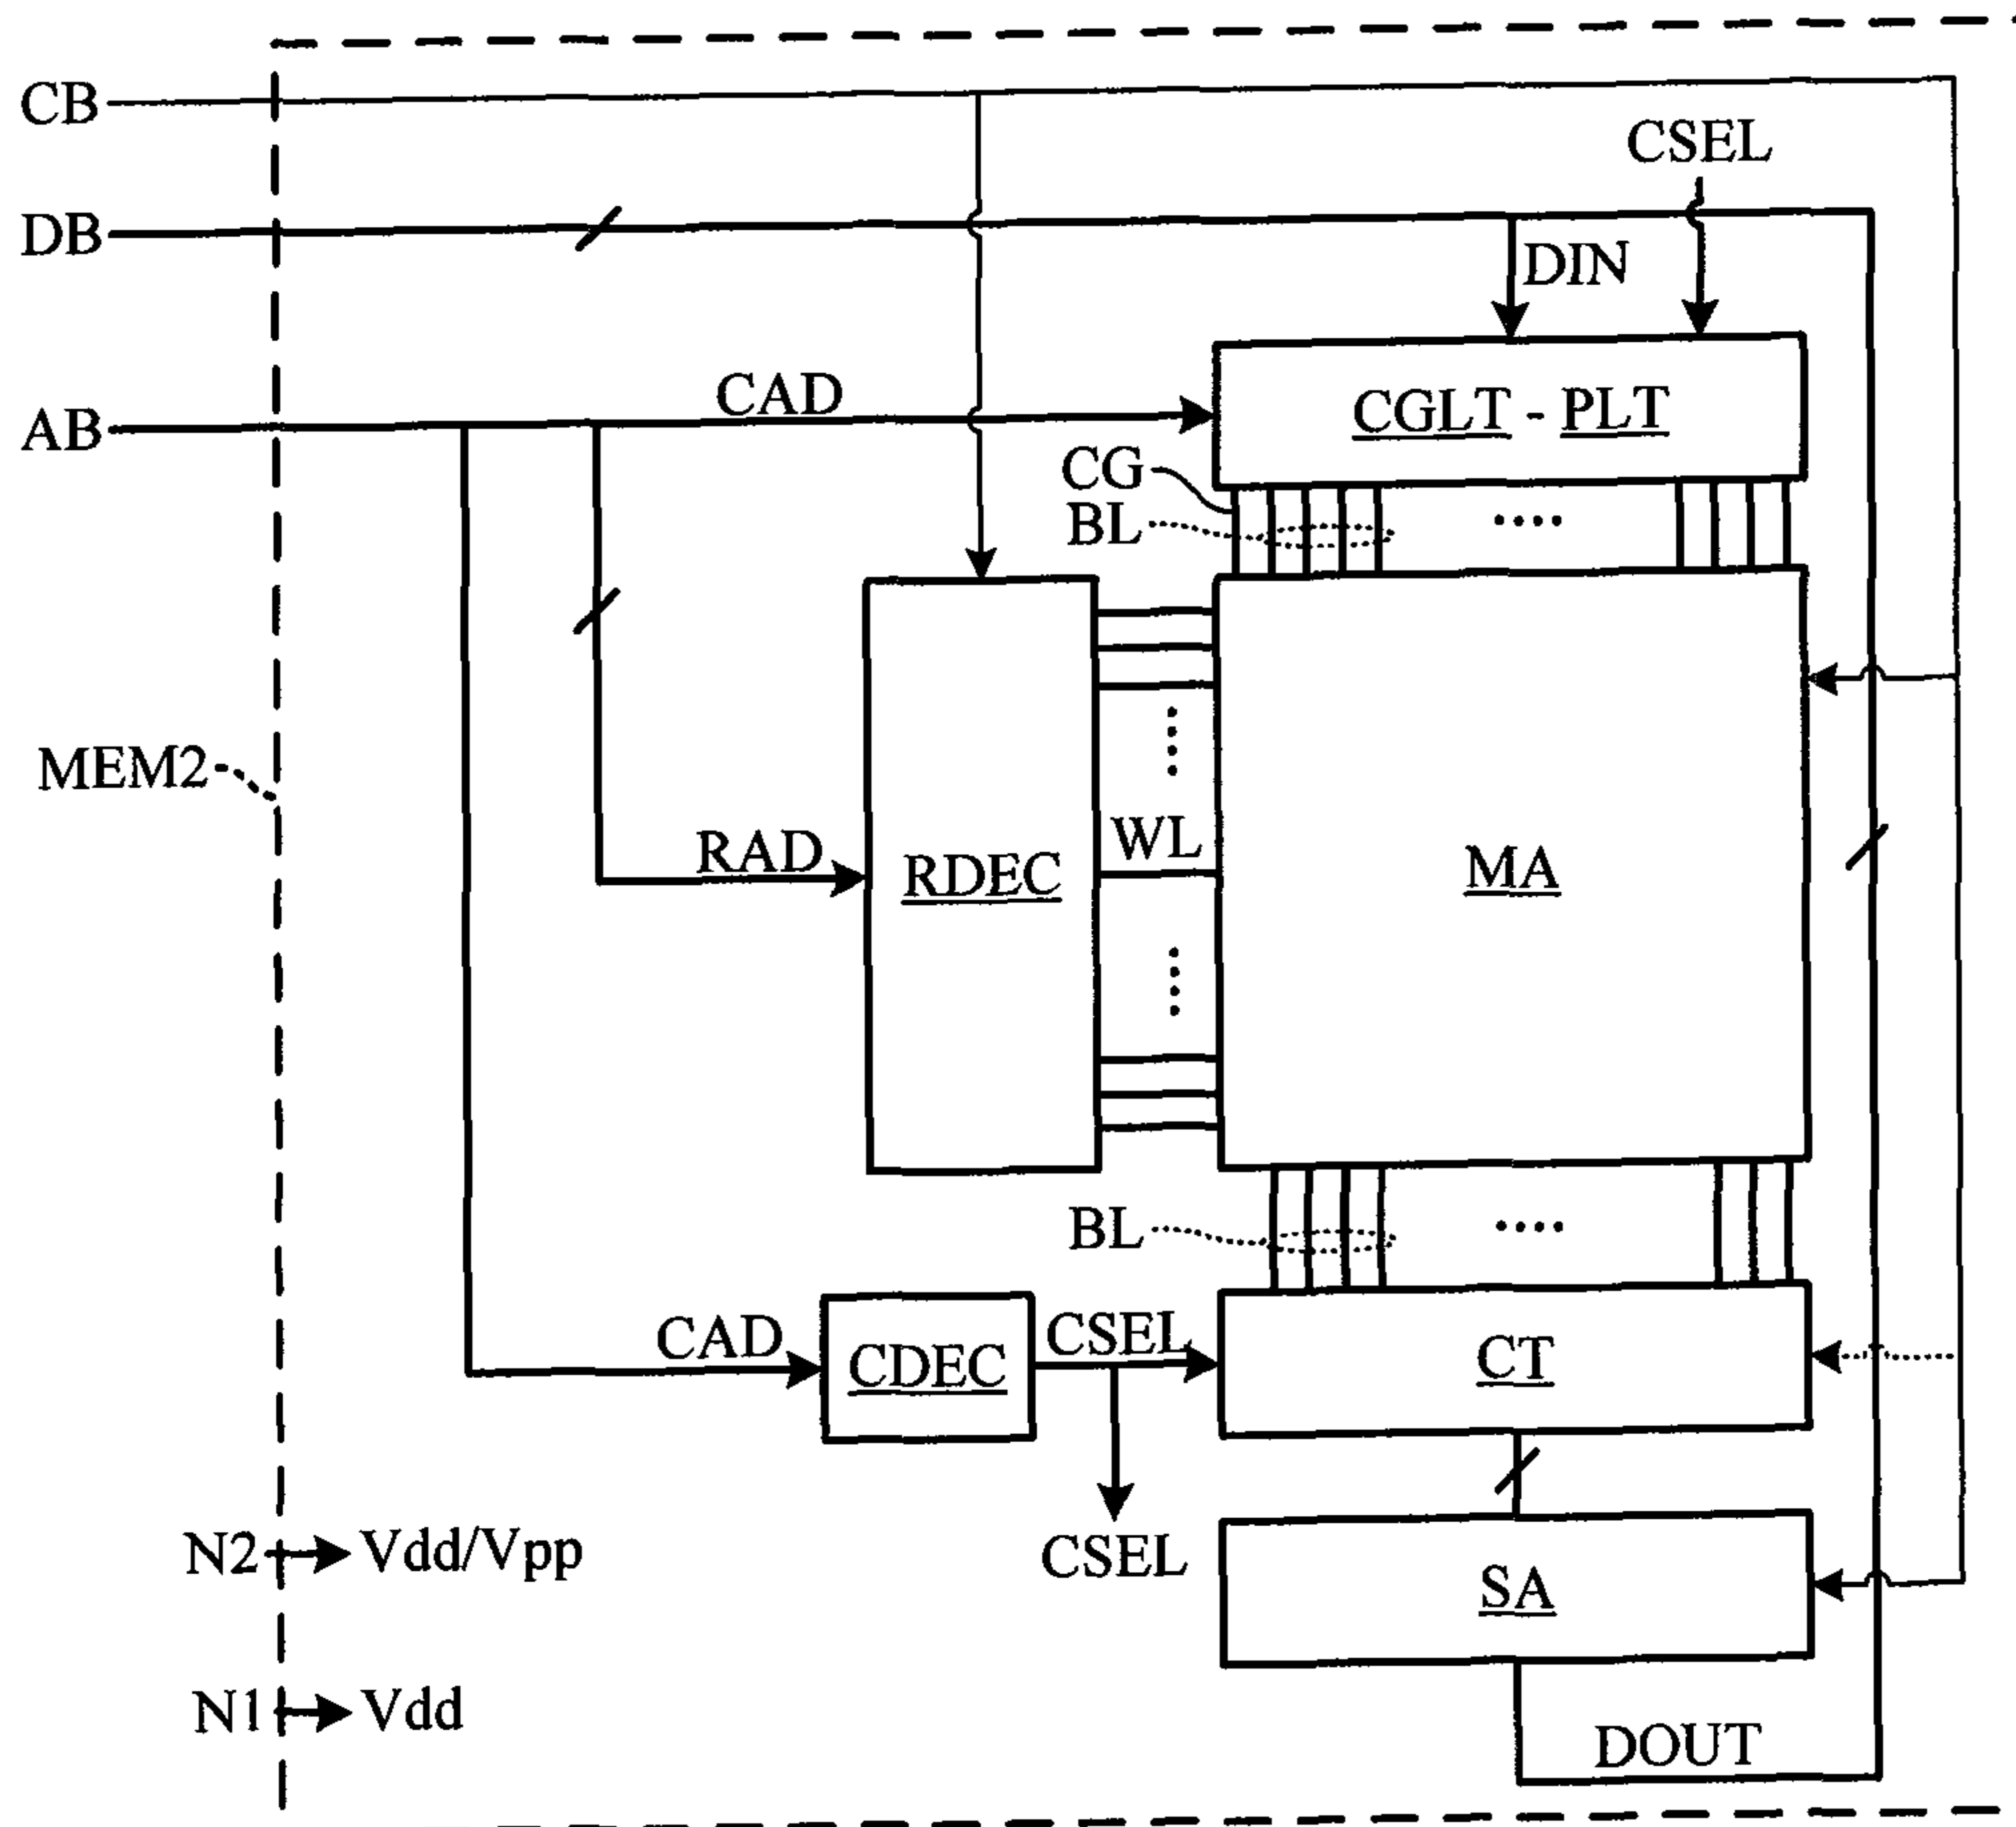 CB
CSEL
DB
DIN
CAD
AB
CGLT - PLT
CG
BL
MEM2
RAD
RDEC
WL
MA
BL
CAD
CDEC
CSEL
CT
N2
Vdd/Vpp
CSEL
SA
N1
Vdd
DOUT